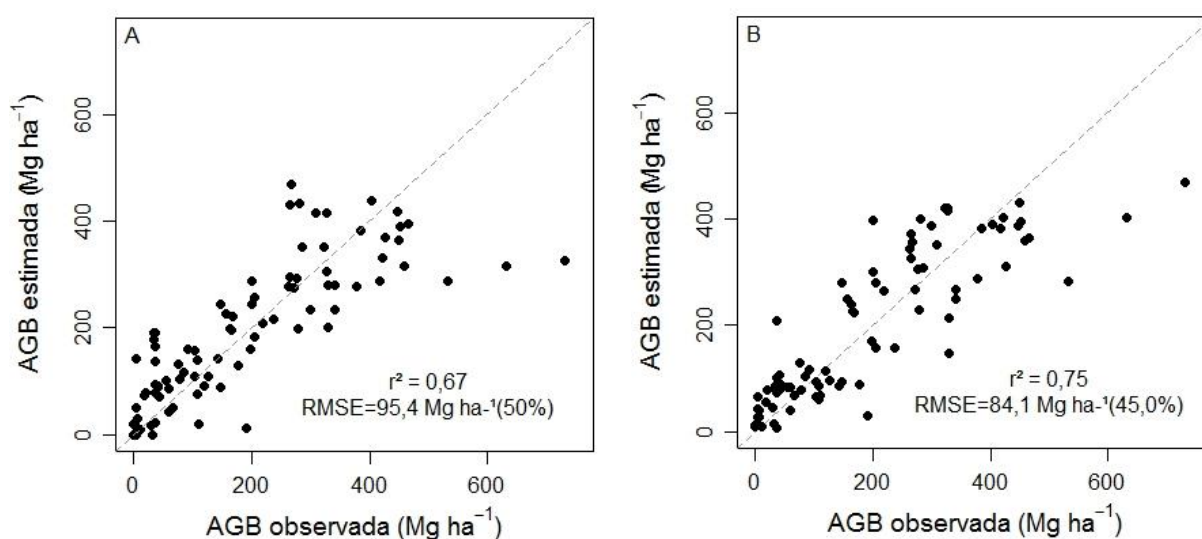 A
AGB estimada (Mg ha⁻¹)
600
400
200
0
r² = 0,67
RMSE=95,4 Mg ha-¹(50%)
0 200 400 600
AGB observada (Mg ha⁻¹)
B
AGB estimada (Mg ha⁻¹)
600
400
200
0
r² = 0,75
RMSE=84,1 Mg ha-¹(45,0%)
0 200 400 600
AGB observada (Mg ha⁻¹)